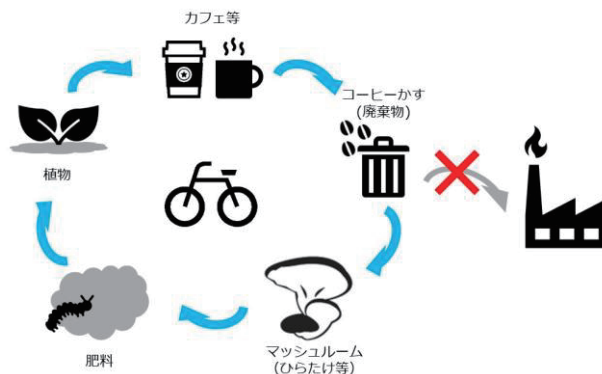 カフェ等
コーヒーかす
(廃棄物)
植物
肥料
マッシュルーム
(ひらたけ等)